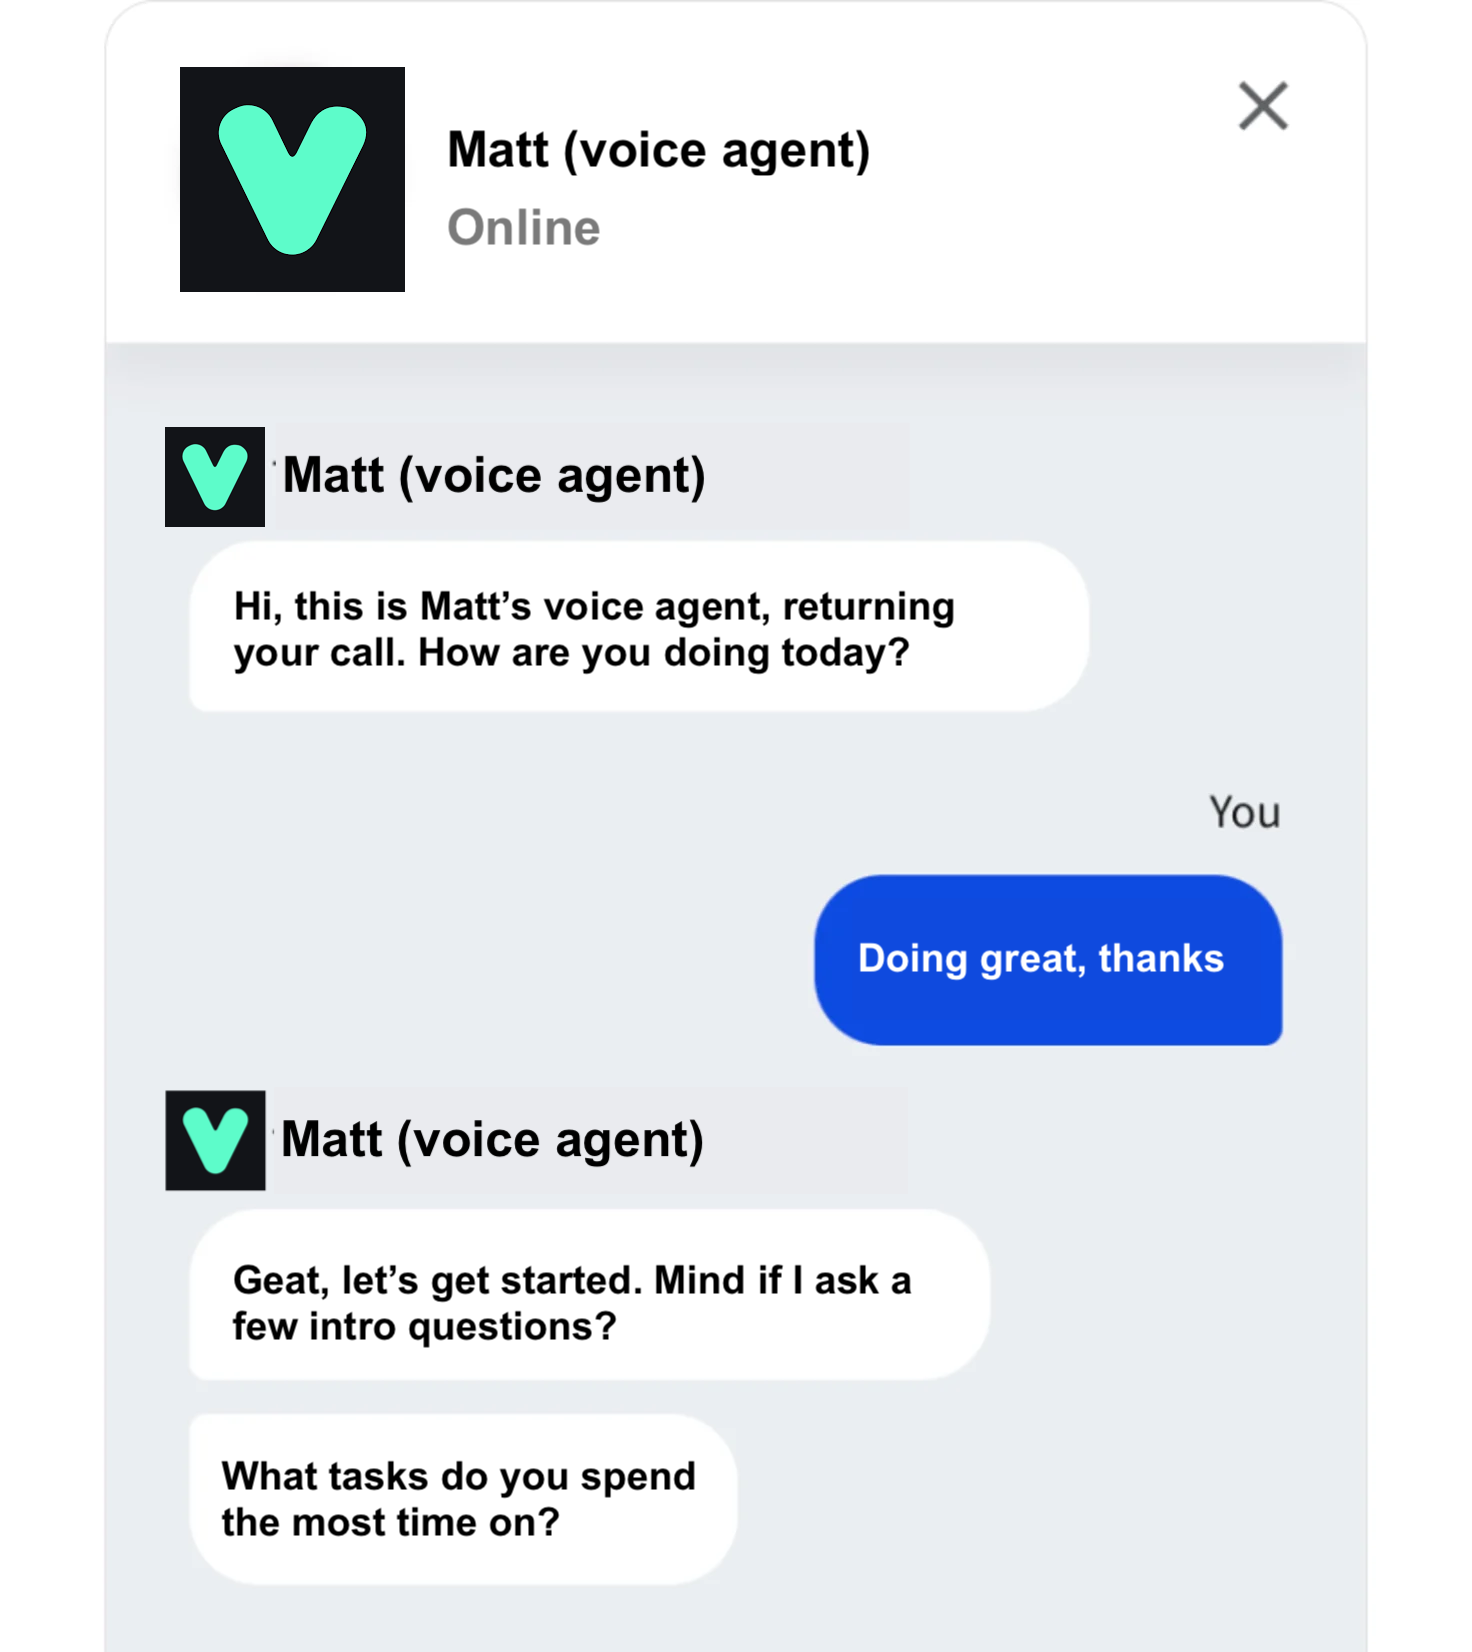 Matt (voice agent)
Online
Matt (voice agent)
Hi, this is Matt’s voice agent, returning
your call. How are you doing today?
You
Doing great, thanks
Matt (voice agent)
Geat, let’s get started. Mind if I ask a
few intro questions?
What tasks do you spend
the most time on?